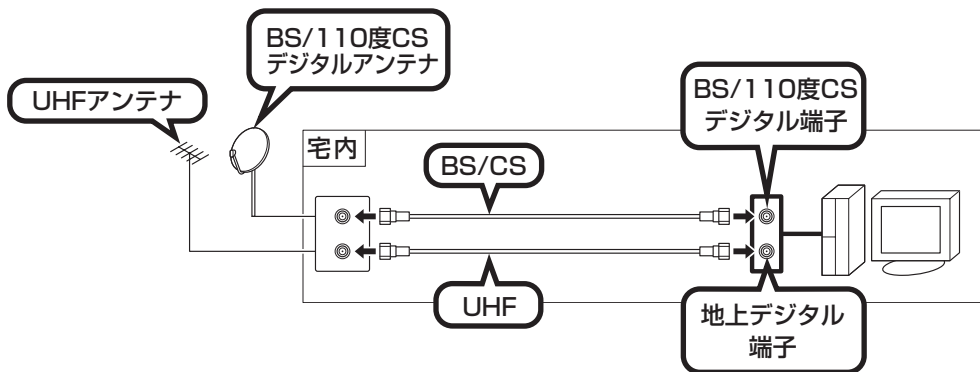 BS/110度CS
デジタルアンテナ
UHFアンテナ
BS/110度CS
デジタル端子
宅内
BS/CS
UHF
地上デジタル
端子